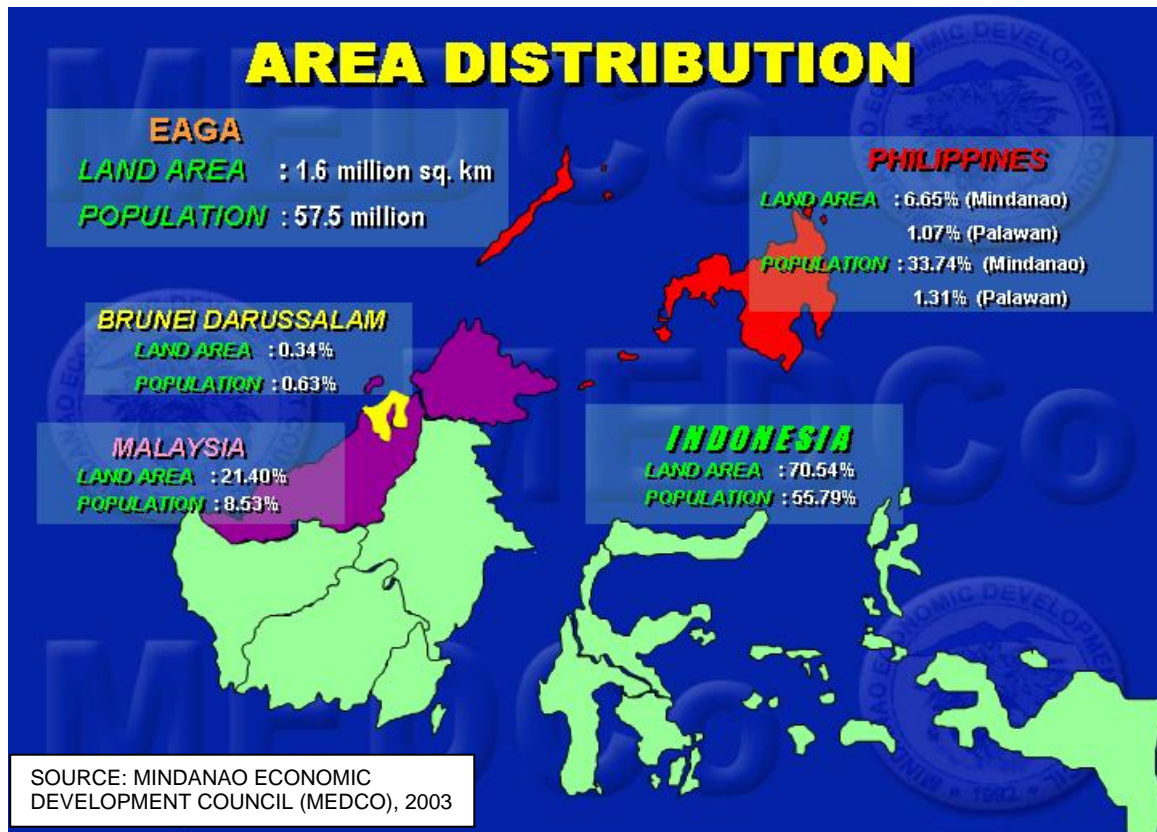 AREA DISTRIBUTION
EAGA
LAND AREA : 1.6 million sq. km
POPULATION : 57.5 million
PHILIPPINES
LAND AREA : 6.65% (Mindanao)
1.07% (Palawan)
POPULATION : 33.74% (Mindanao)
1.31% (Palawan)
BRUNEI DARUSSALAM
LAND AREA : 0.34%
POPULATION : 0.63%
MALAYSIA
LAND AREA : 21.40%
POPULATION : 8.53%
INDONESIA
LAND AREA : 70.54%
POPULATION : 55.79%
MEDCo
MEDCo
MEDCo
SOURCE: MINDANAO ECONOMIC
DEVELOPMENT COUNCIL (MEDCO), 2003